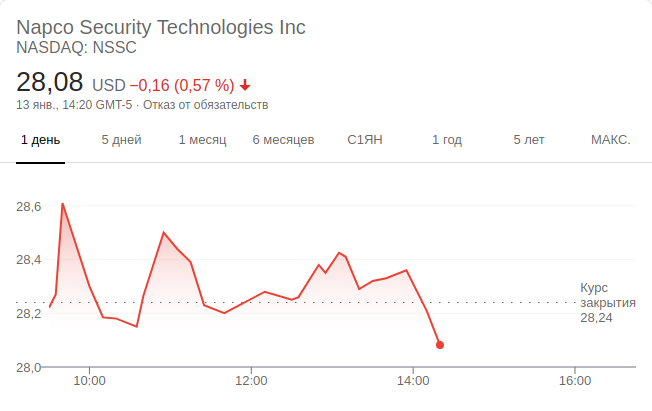 Napco Security Technologies Inc
NASDAQ: NSSC
28,08 USD −0,16 (0,57 %)
13 янв., 14:20 GMT-5 · Отказ от обязательств
1 день 5 дней 1 месяц 6 месяцев С1ЯН 1 год 5 лет МАКС.
28,6
28,4
28,2
28,0
Курс
закрытия
28,24
10:00 12:00 14:00 16:00